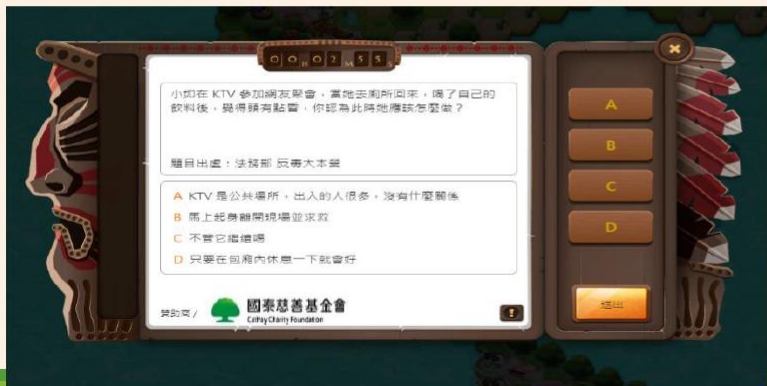 00H02M55S
小如在 KTV 參加網友聚會，當她去廁所回來，喝了自己的
飲料後，覺得頭有點暈，你認為此時她應該怎麼做？
題目出處：法務部 反毒大本營
A KTV 是公共場所，出入的人很多，沒有什麼關係
B 馬上起身離開現場並求救
C 不管它繼續喝
D 只要在包廂內休息一下就會好
贊助商/
國泰慈善基金會
Cathay Charity Foundation
A
B
C
D
送出